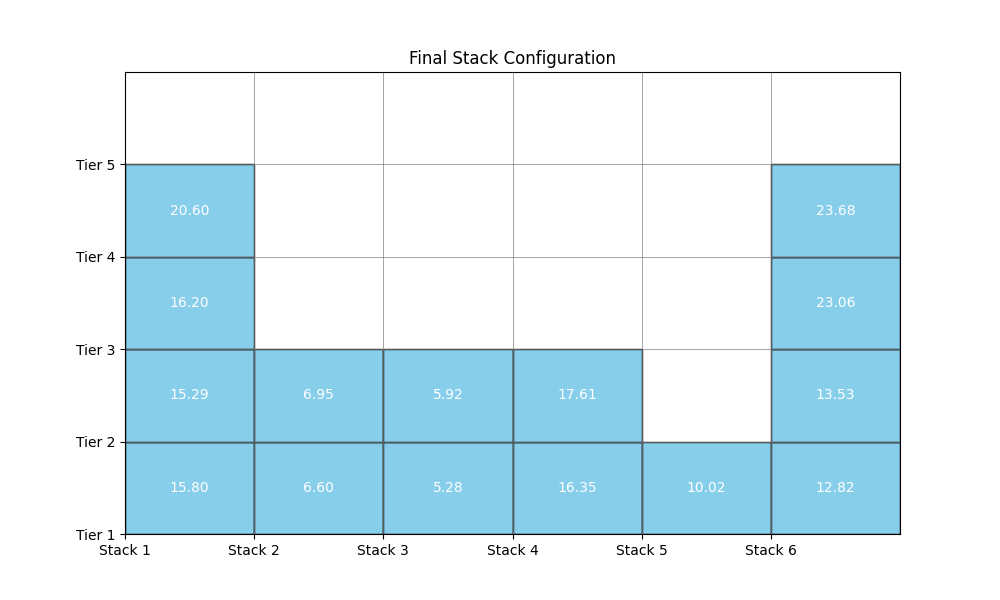 Final Stack Configuration
Tier 5
20.60 23.68
Tier 4
16.20 23.06
Tier 3
15.29 6.95 5.92 17.61 13.53
Tier 2
15.80 6.60 5.28 16.35 10.02 12.82
Tier 1
Stack 1 Stack 2 Stack 3 Stack 4 Stack 5 Stack 6